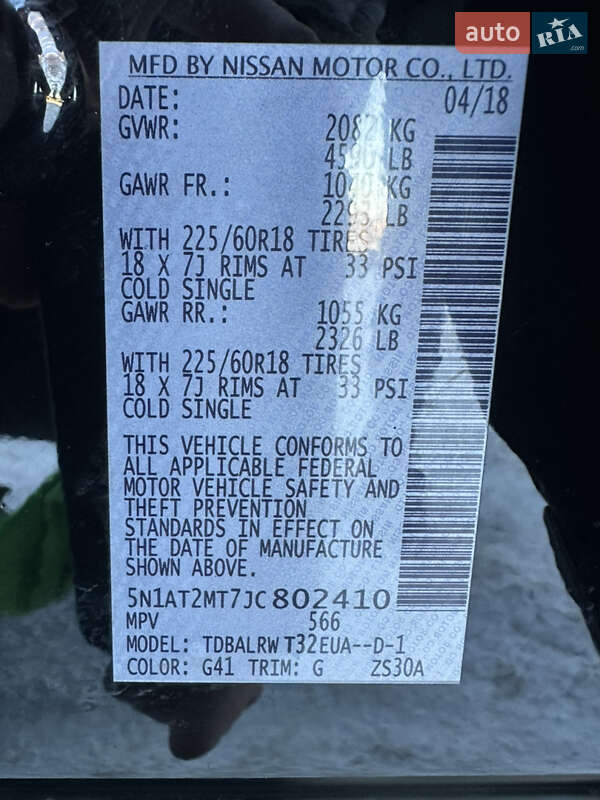 auto RIA .com
MFD BY NISSAN MOTOR CO., LTD.
DATE: 04/18
GVWR: 2082 KG
4590 LB
GAWR FR.: 1040 KG
2293 LB
WITH 225/60R18 TIRES
18 X 7J RIMS AT 33 PSI
COLD SINGLE
GAWR RR.: 1055 KG
2326 LB
WITH 225/60R18 TIRES
18 X 7J RIMS AT 33 PSI
COLD SINGLE
THIS VEHICLE CONFORMS TO
ALL APPLICABLE FEDERAL
MOTOR VEHICLE SAFETY AND
THEFT PREVENTION
STANDARDS IN EFFECT ON
THE DATE OF MANUFACTURE
SHOWN ABOVE.
5N1AT2MT7JC802410
MPV 566
MODEL: TDBALRW T32EUA--D-1
COLOR: G41 TRIM: G ZS30A